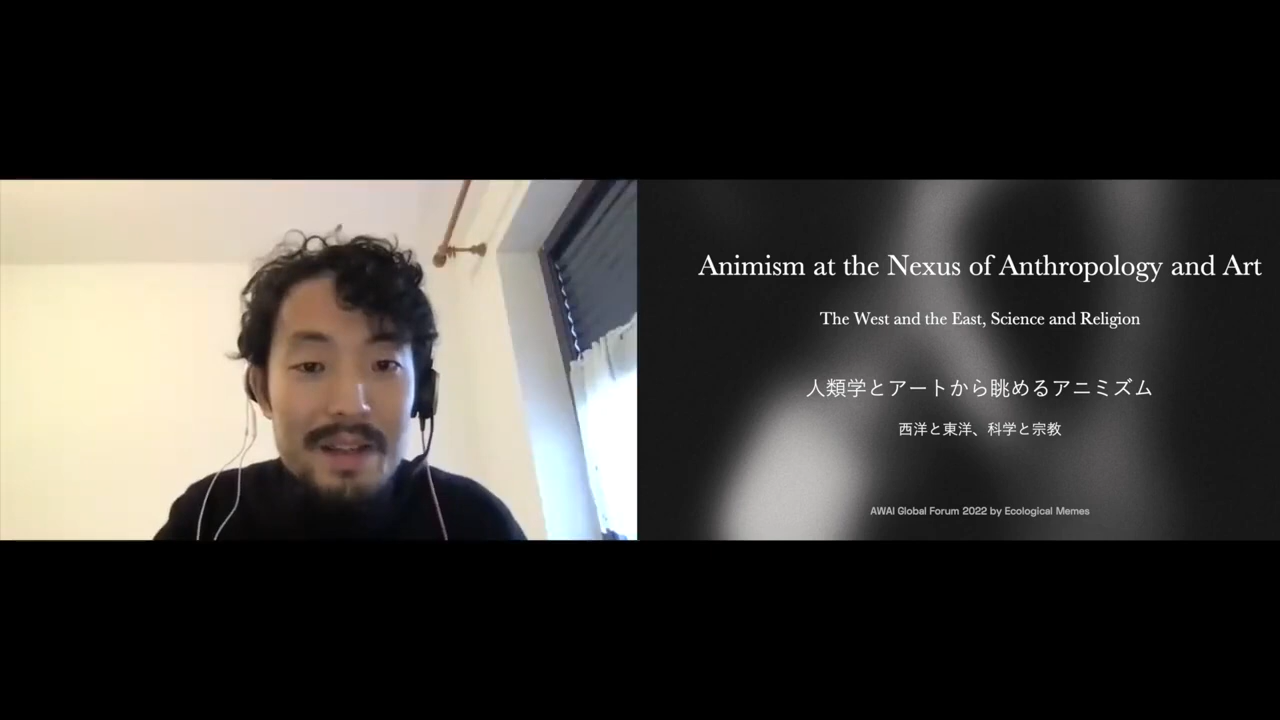 Animism at the Nexus of Anthropology and Art
The West and the East, Science and Religion
人類学とアートから眺めるアニミズム
西洋と東洋、科学と宗教
AWAI Global Forum 2022 by Ecological Memes